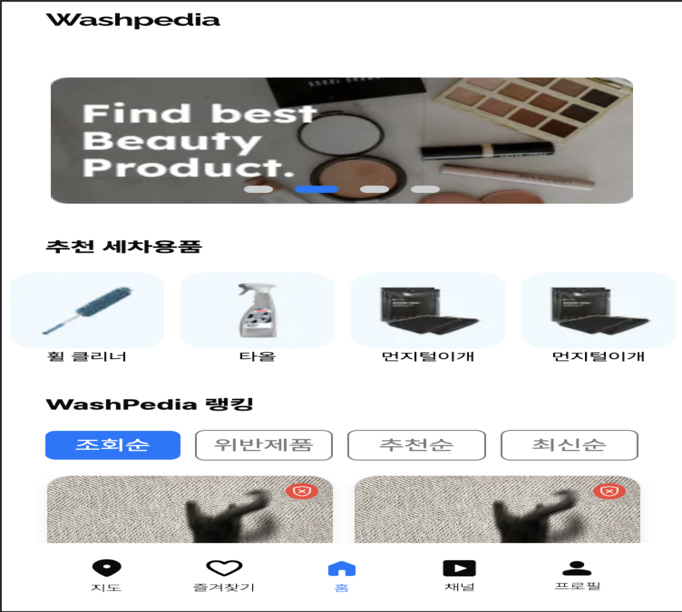 Washpedia
Find best
Beauty
Product.
추천 세차용품
휠 클리너
타올
먼지털이개
먼지털이개
WashPedia 랭킹
조회순
위반제품
추천순
최신순
지도
즐겨찾기
홈
채널
프로필